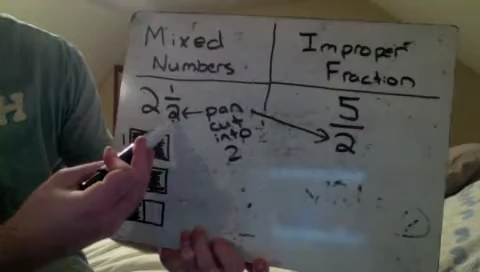 Mixed
Numbers
Improper
Fraction
2 1/2
pan
cut
into
2
5/2